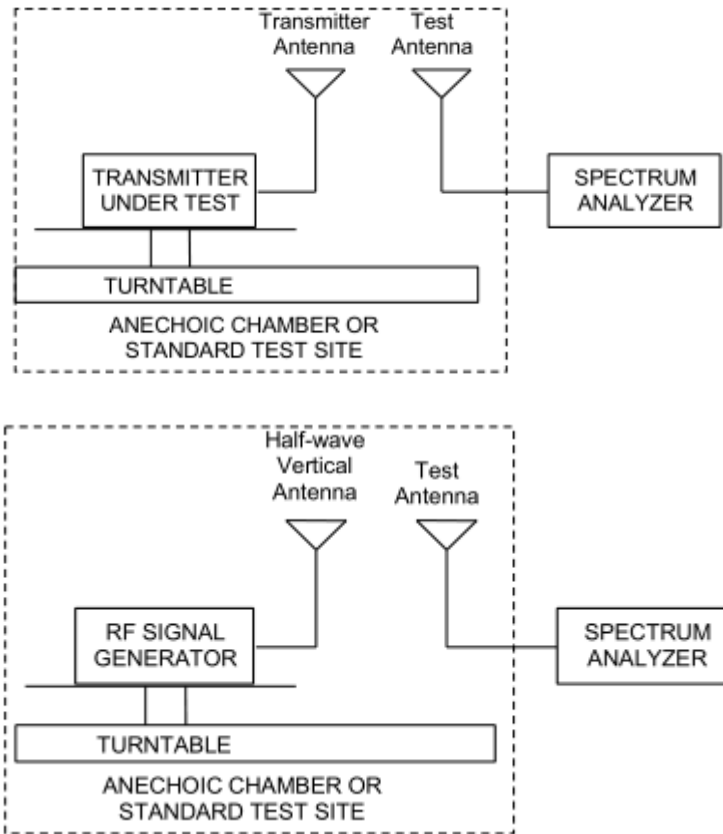 Transmitter
Antenna
Test
Antenna
TRANSMITTER
UNDER TEST
SPECTRUM
ANALYZER
TURNTABLE
ANECHOIC CHAMBER OR
STANDARD TEST SITE
Half-wave
Vertical
Antenna
Test
Antenna
RF SIGNAL
GENERATOR
SPECTRUM
ANALYZER
TURNTABLE
ANECHOIC CHAMBER OR
STANDARD TEST SITE